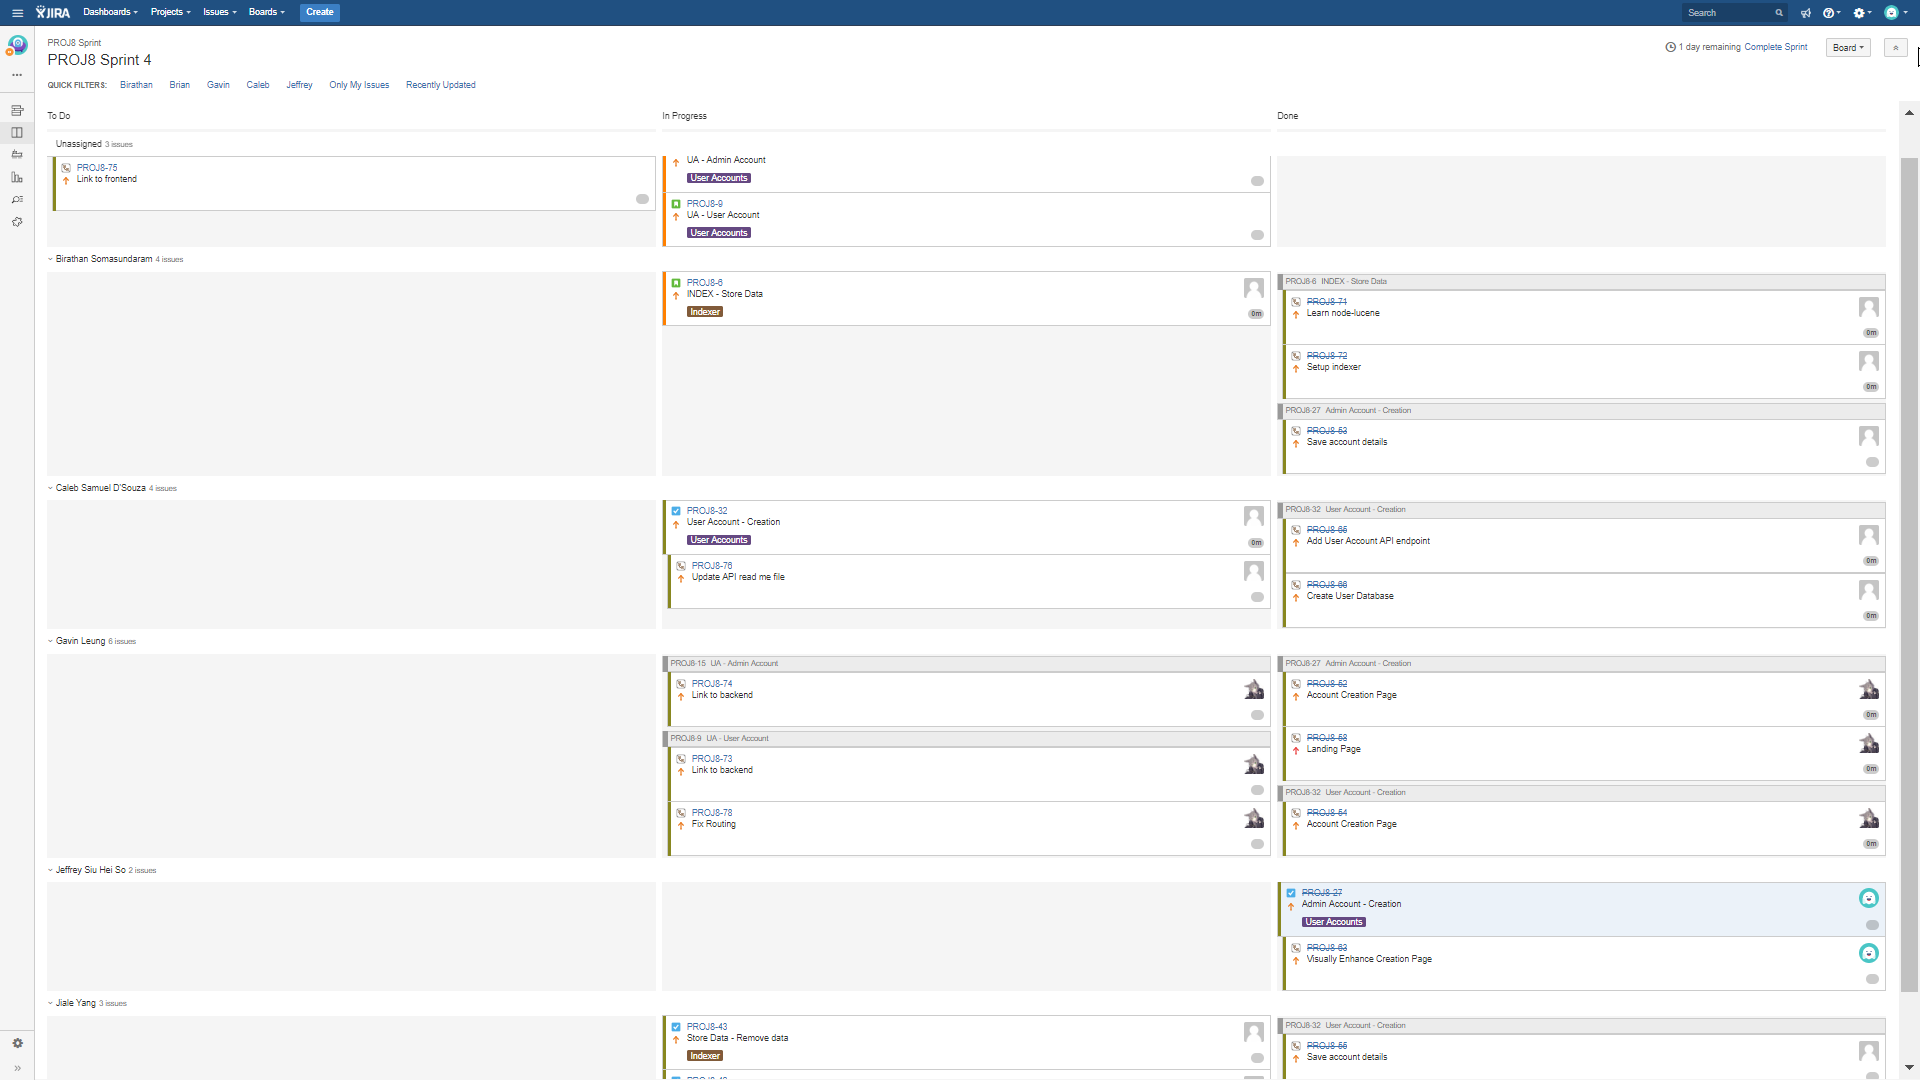 JIRA Dashboards Projects Issues Boards Create Search
PROJ8 Sprint
PROJ8 Sprint 4
1 day remaining Complete Sprint Board
QUICK FILTERS: Birathan Brian Gavin Caleb Jeffrey Only My Issues Recently Updated
To Do In Progress Done
Unassigned 3 issues
PROJ8-75
Link to frontend
UA - Admin Account
User Accounts
PROJ8-9
UA - User Account
User Accounts
Birathan Somasundaram 4 issues
PROJ8-6
INDEX - Store Data
Indexer
0m
PROJ8-6 INDEX - Store Data
PROJ8-71
Learn node-lucene
0m
PROJ8-72
Setup indexer
0m
PROJ8-27 Admin Account - Creation
PROJ8-53
Save account details
Caleb Samuel D'Souza 4 issues
PROJ8-32
User Account - Creation
User Accounts
0m
PROJ8-76
Update API read me file
PROJ8-32 User Account - Creation
PROJ8-65
Add User Account API endpoint
0m
PROJ8-66
Create User Database
0m
Gavin Leung 6 issues
PROJ8-15 UA - Admin Account
PROJ8-74
Link to backend
PROJ8-9 UA - User Account
PROJ8-73
Link to backend
PROJ8-78
Fix Routing
PROJ8-27 Admin Account - Creation
PROJ8-52
Account Creation Page
0m
PROJ8-58
Landing Page
0m
PROJ8-32 User Account - Creation
PROJ8-54
Account Creation Page
0m
Jeffrey Siu Hei So 2 issues
PROJ8-27
Admin Account - Creation
User Accounts
PROJ8-63
Visually Enhance Creation Page
Jiale Yang 3 issues
PROJ8-43
Store Data - Remove data
Indexer
PROJ8-32 User Account - Creation
PROJ8-55
Save account details